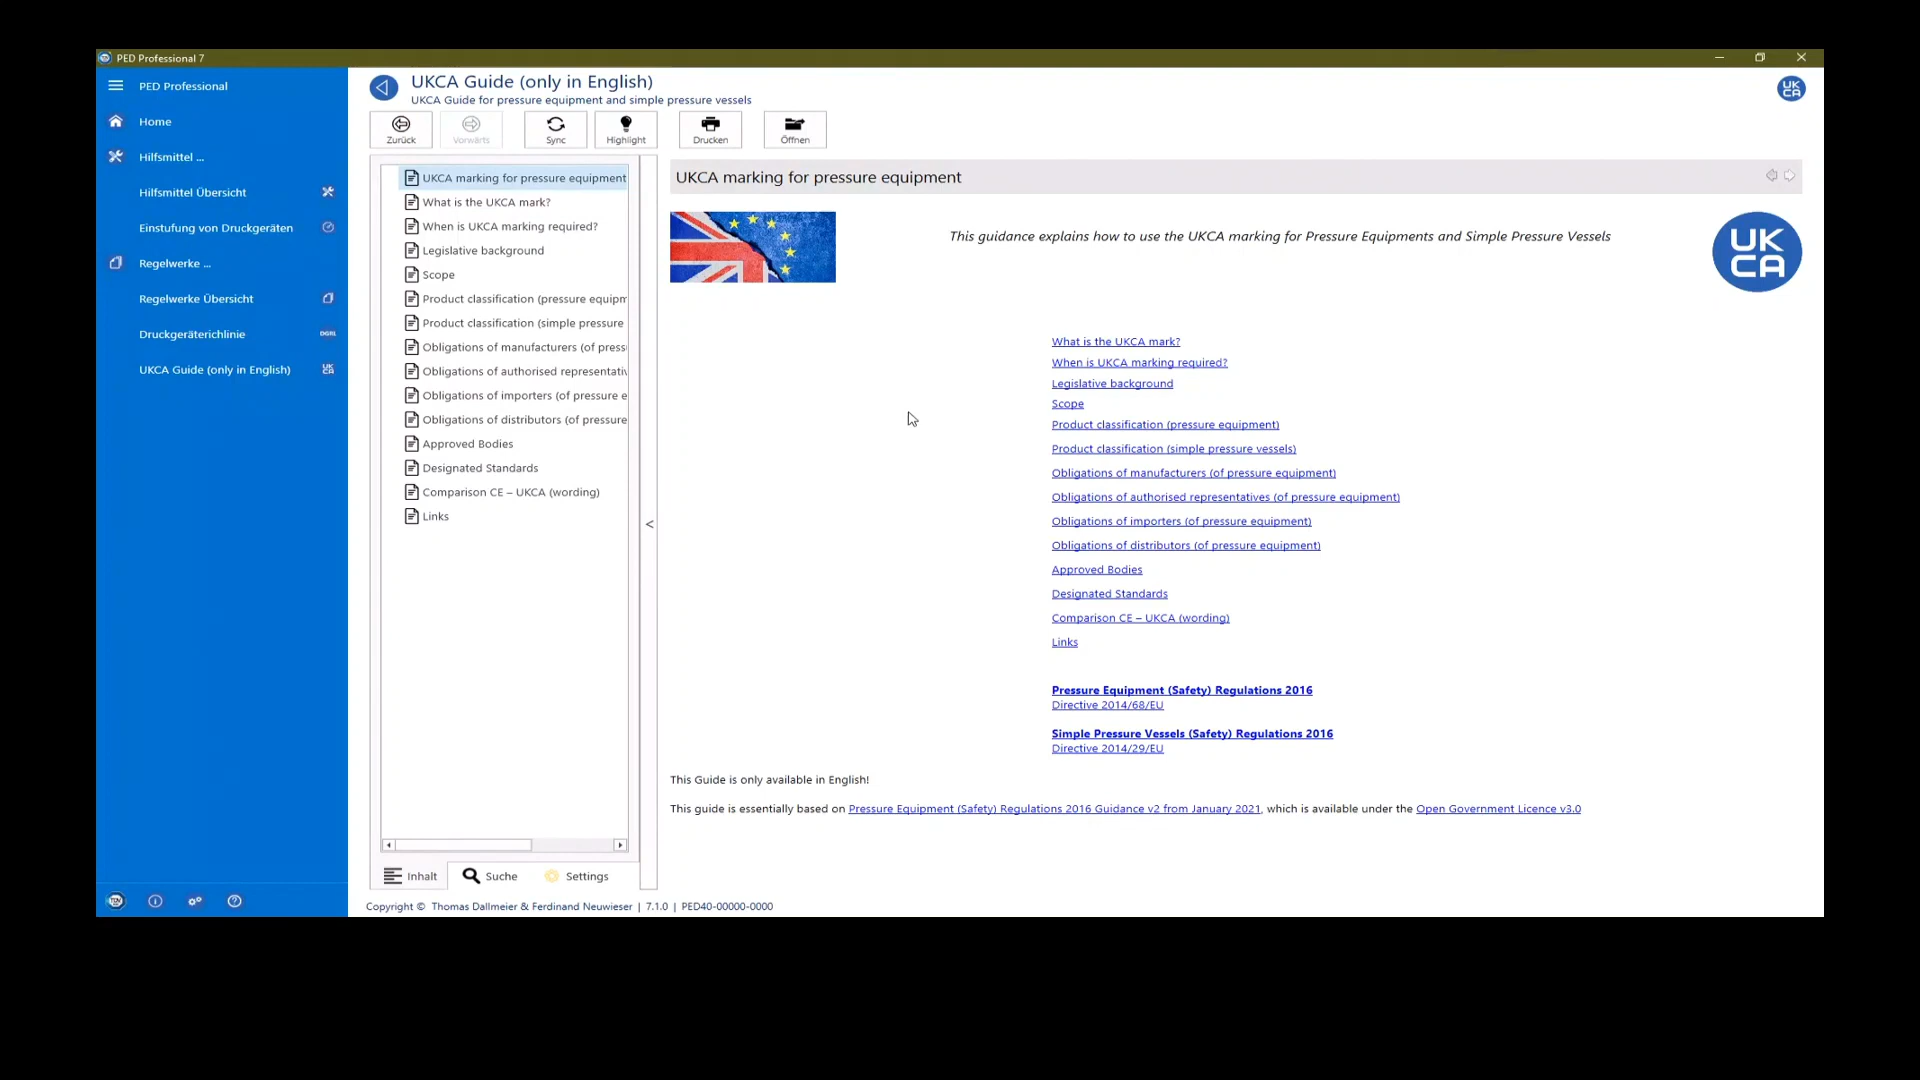 PED Professional 7
PED Professional
Home
Hilfsmittel ...
Hilfsmittel Übersicht
Einstufung von Druckgeräten
Regelwerke ...
Regelwerke Übersicht
Druckgeräterichlinie
DGRL
UKCA Guide (only in English)
UK
CA
UKCA Guide (only in English)
UKCA Guide for pressure equipment and simple pressure vessels
UK
CA
Zurück
Vorwärts
Sync
Highlight
Drucken
Öffnen
UKCA marking for pressure equipment
What is the UKCA mark?
When is UKCA marking required?
Legislative background
Scope
Product classification (pressure equipm
Product classification (simple pressure
Obligations of manufacturers (of press
Obligations of authorised representativ
Obligations of importers (of pressure e
Obligations of distributors (of pressure
Approved Bodies
Designated Standards
Comparison CE – UKCA (wording)
Links
<
Inhalt
Suche
Settings
UKCA marking for pressure equipment
This guidance explains how to use the UKCA marking for Pressure Equipments and Simple Pressure Vessels
UK
CA
What is the UKCA mark?
When is UKCA marking required?
Legislative background
Scope
Product classification (pressure equipment)
Product classification (simple pressure vessels)
Obligations of manufacturers (of pressure equipment)
Obligations of authorised representatives (of pressure equipment)
Obligations of importers (of pressure equipment)
Obligations of distributors (of pressure equipment)
Approved Bodies
Designated Standards
Comparison CE – UKCA (wording)
Links
Pressure Equipment (Safety) Regulations 2016
Directive 2014/68/EU
Simple Pressure Vessels (Safety) Regulations 2016
Directive 2014/29/EU
This Guide is only available in English!
This guide is essentially based on Pressure Equipment (Safety) Regulations 2016 Guidance v2 from January 2021, which is available under the Open Government Licence v3.0
Copyright © Thomas Dallmeier & Ferdinand Neuwieser | 7.1.0 | PED40-00000-0000